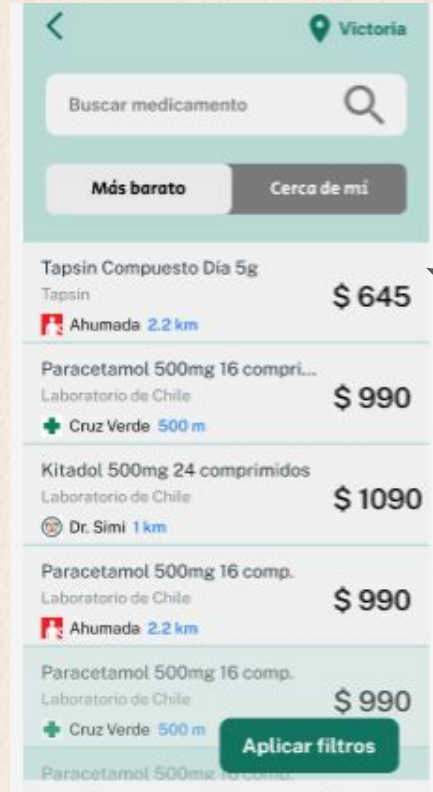 Victoria
Buscar medicamento
Más barato
Cerca de mí
Tapsin Compuesto Día 5g
Tapsin
$ 645
Ahumada 2.2 km
Paracetamol 500mg 16 compri...
Laboratorio de Chile
$ 990
Cruz Verde 500 m
Kitadol 500mg 24 comprimidos
Laboratorio de Chile
$ 1090
Dr. Simi 1 km
Paracetamol 500mg 16 comp.
Laboratorio de Chile
$ 990
Ahumada 2.2 km
Paracetamol 500mg 16 comp.
Laboratorio de Chile
$ 990
Cruz Verde 500 m
Aplicar filtros
Paracetamol 500mg